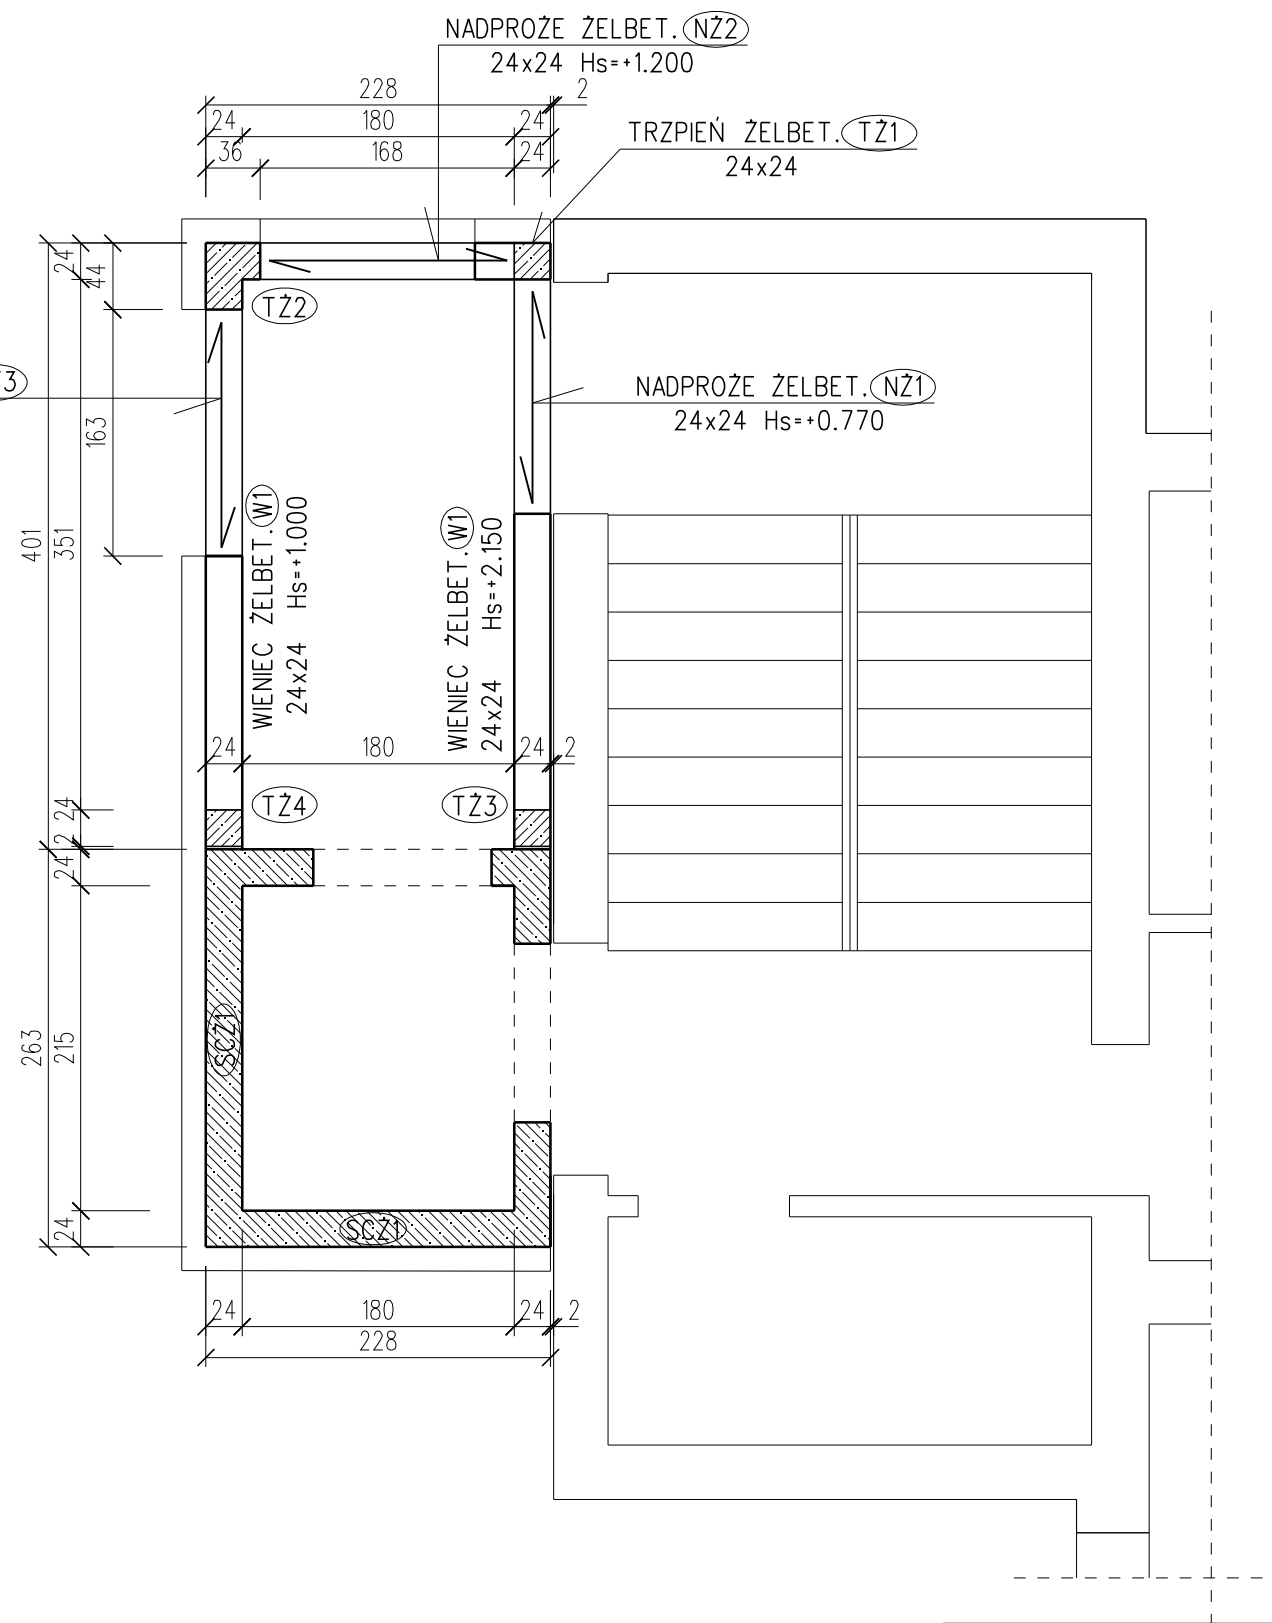 NADPROŻE ŻELBET. NŻ2
24x24 Hs=+1.200
228
2
24
180
24
36
168
24
TRZPIEŃ ŻELBET. TŻ1
24x24
24
44
TŻ2
3
NADPROŻE ŻELBET. NŻ1
24x24 Hs=+0.770
163
401
351
WIENIEC ŻELBET. W1
24x24 Hs=+1.000
WIENIEC ŻELBET. W1
24x24 Hs=+2.150
24
180
24
2
24
TŻ4
TŻ3
2
24
263
215
SCŻ1
24
SCŻ1
24
180
24
2
228